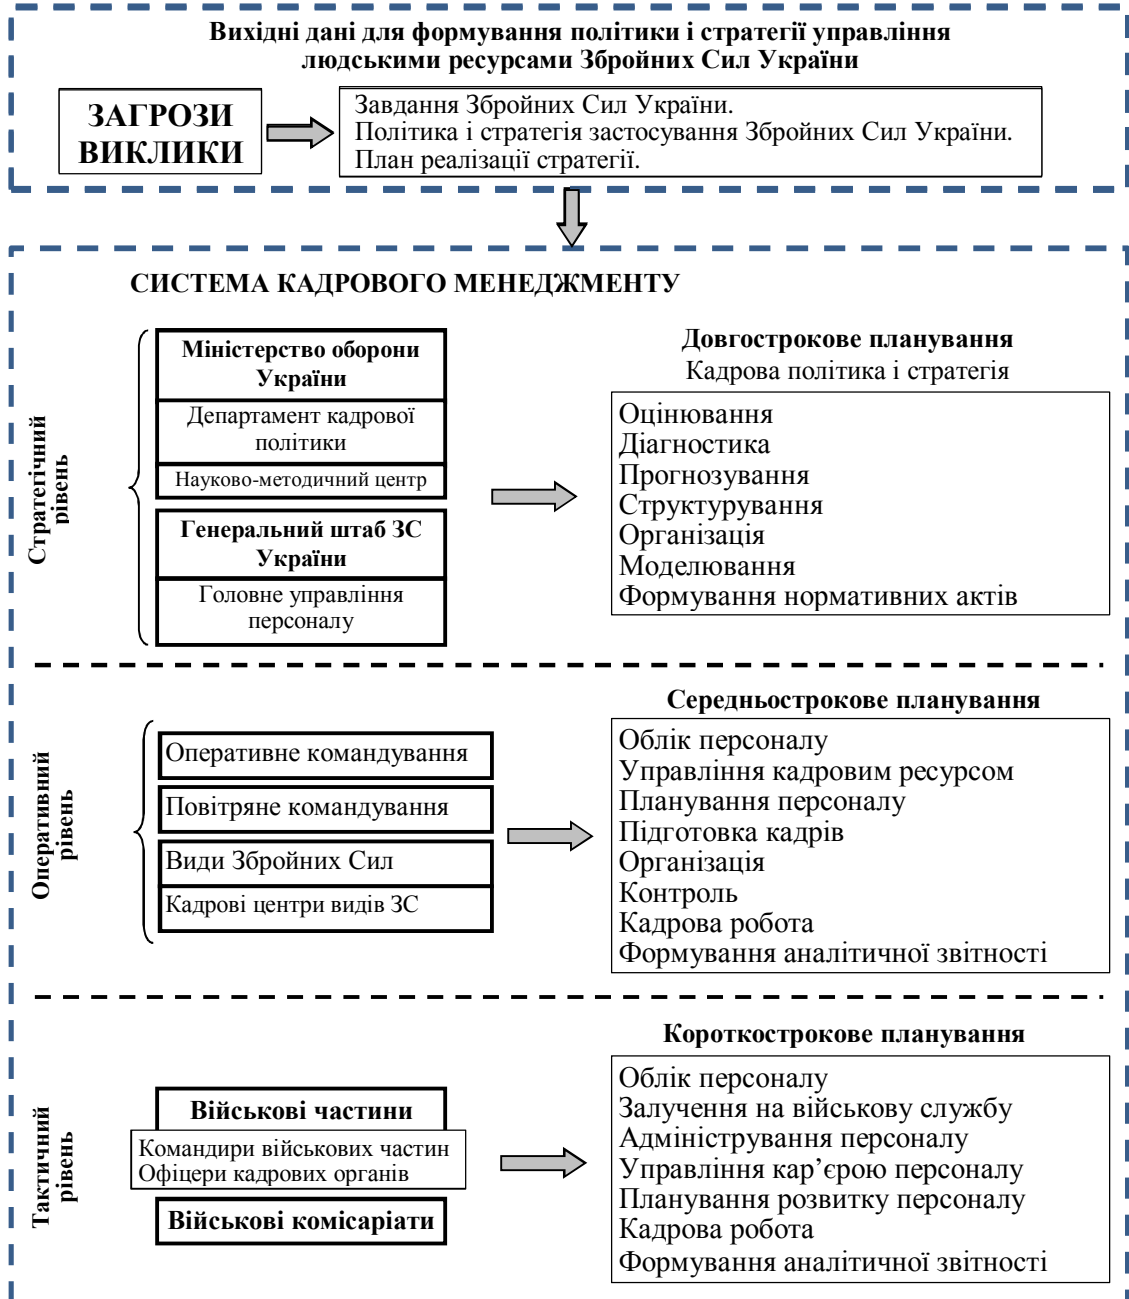 Вихідні дані для формування політики і стратегії управління
людськими ресурсами Збройних Сил України
ЗАГРОЗИ
ВИКЛИКИ
Завдання Збройних Сил України.
Політика і стратегія застосування Збройних Сил України.
План реалізації стратегії.
СИСТЕМА КАДРОВОГО МЕНЕДЖМЕНТУ
Стратегічний
рівень
Міністерство оборони
України
Департамент кадрової
політики
Науково-методичний центр
Генеральний штаб ЗС
України
Головне управління
персоналу
Довгострокове планування
Кадрова політика і стратегія
Оцінювання
Діагностика
Прогнозування
Структурування
Організація
Моделювання
Формування нормативних актів
Оперативний
рівень
Оперативне командування
Повітряне командування
Види Збройних Сил
Кадрові центри видів ЗС
Середньострокове планування
Облік персоналу
Управління кадровим ресурсом
Планування персоналу
Підготовка кадрів
Організація
Контроль
Кадрова робота
Формування аналітичної звітності
Тактичний
рівень
Військові частини
Командири військових частин
Офіцери кадрових органів
Військові комісаріати
Короткострокове планування
Облік персоналу
Залучення на військову службу
Адміністрування персоналу
Управління кар’єрою персоналу
Планування розвитку персоналу
Кадрова робота
Формування аналітичної звітності